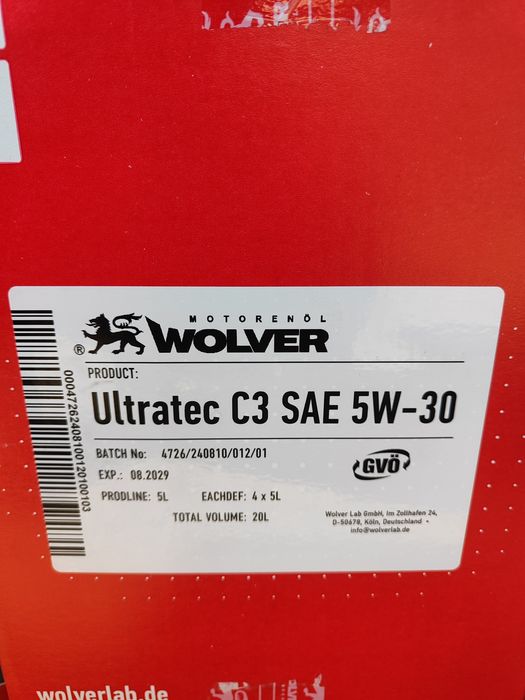 MOTORENÖL
® WOLVER
PRODUCT:
Ultratec C3 SAE 5W-30
BATCH No: 4726/240810/012/01
EXP.: 08.2029
GVÖ
PRODLINE: 5L EACHDEF: 4 x 5L
TOTAL VOLUME: 20L
Wolver Lab GmbH, Im Zollhafen 24,
D-50678, Köln, Deutschland •
info@wolverlab.de
00047262408100120100103
wolverlab.de